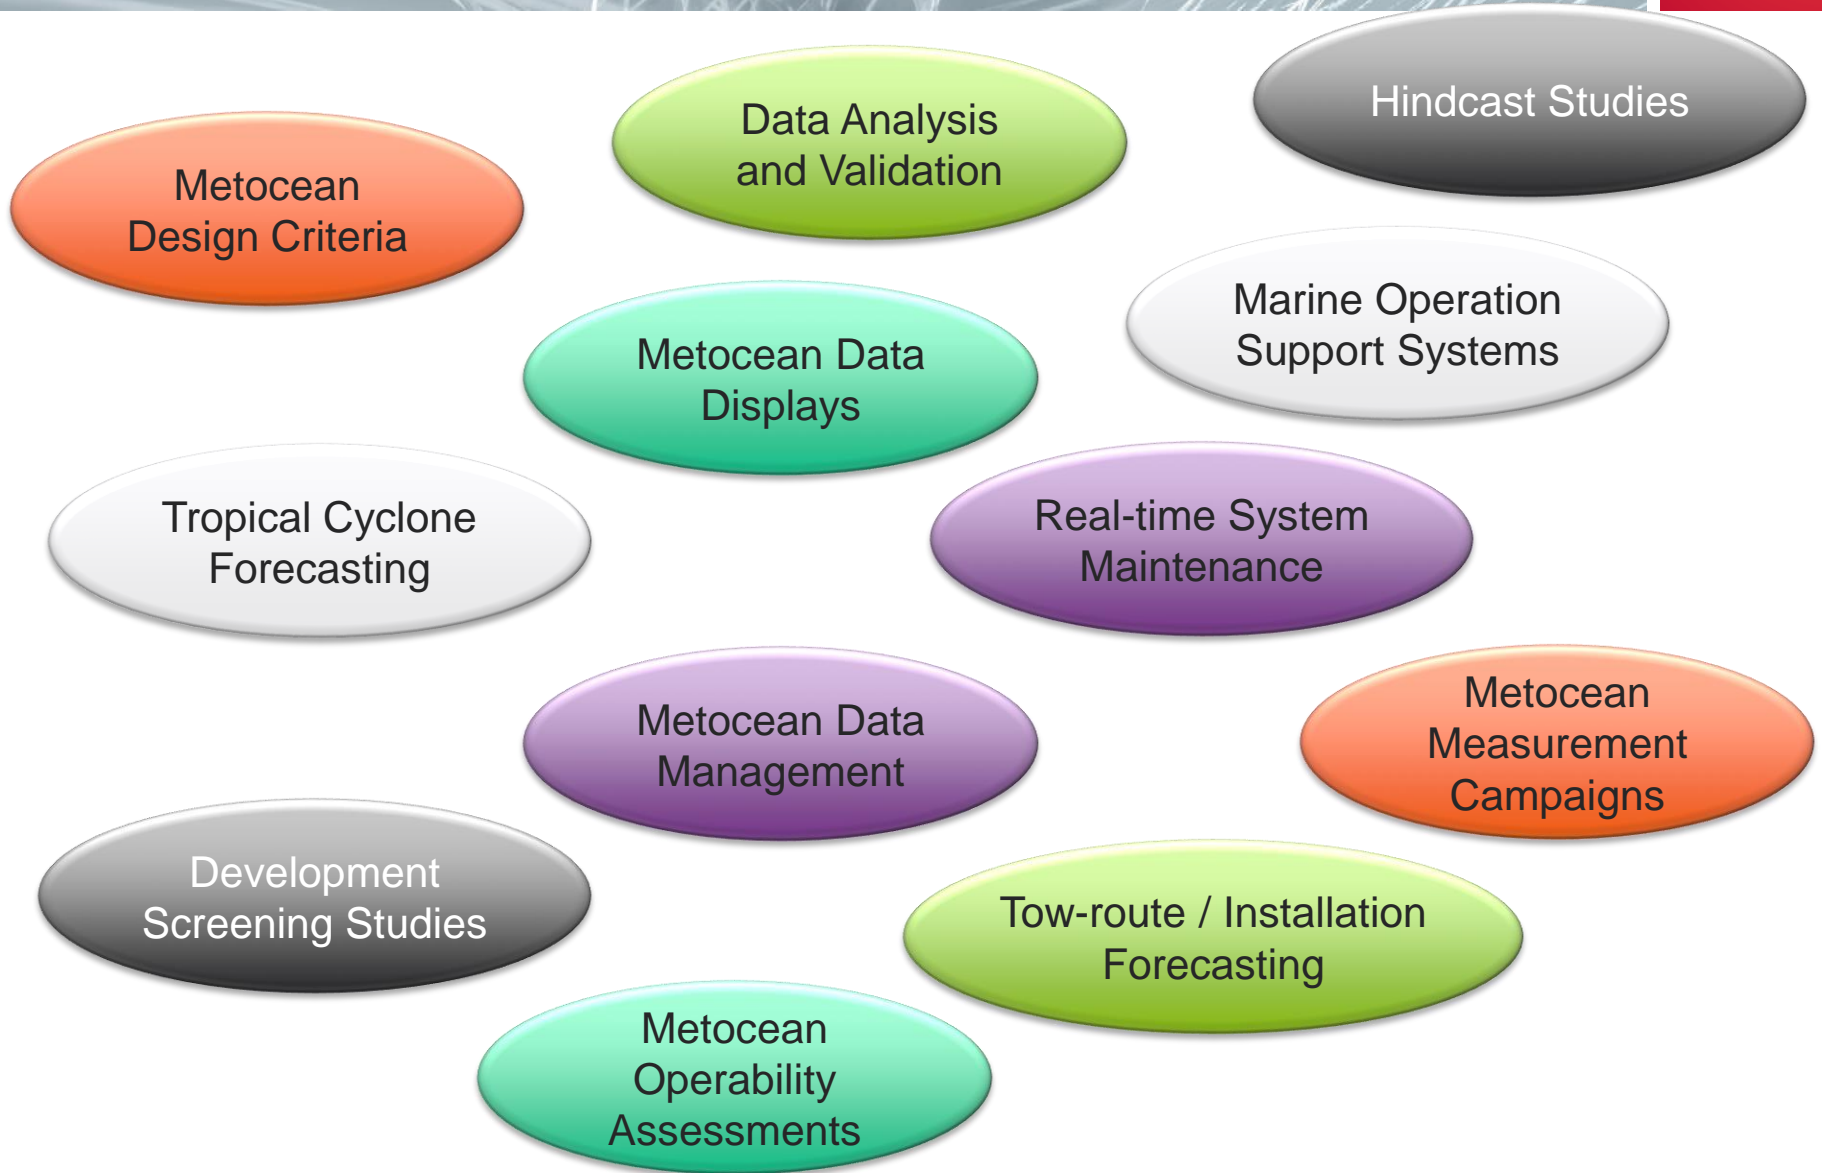 Hindcast Studies
Data Analysis
and Validation
Metocean
Design Criteria
Marine Operation
Support Systems
Metocean Data
Displays
Tropical Cyclone
Forecasting
Real-time System
Maintenance
Metocean Data
Management
Metocean
Measurement
Campaigns
Development
Screening Studies
Tow-route / Installation
Forecasting
Metocean
Operability
Assessments